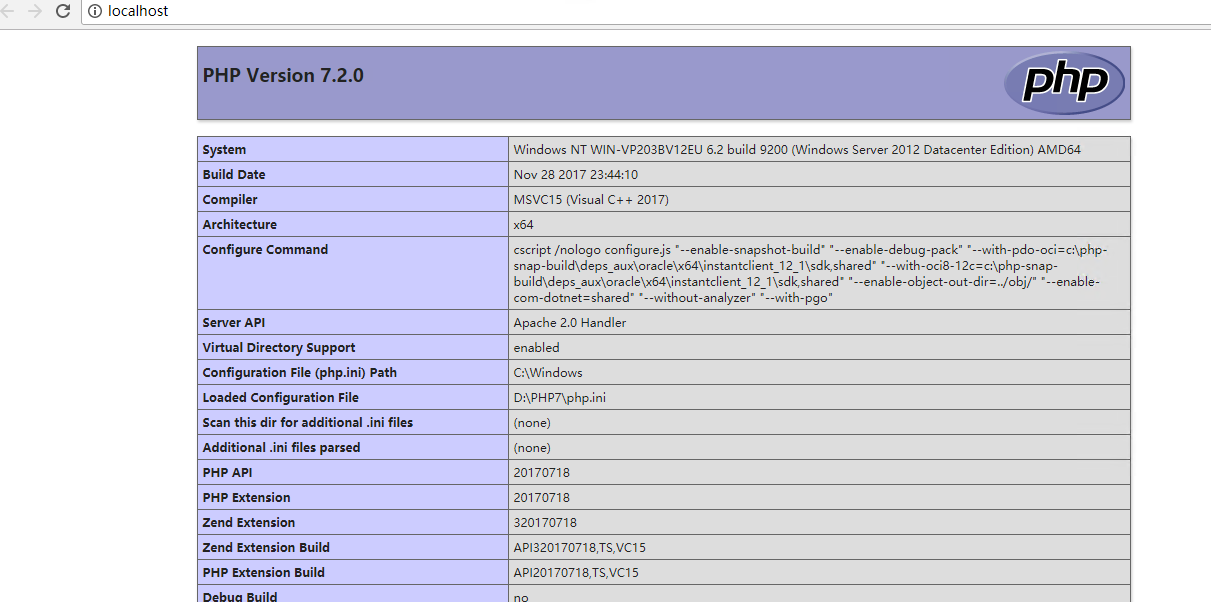 localhost
PHP Version 7.2.0
php
System Windows NT WIN-VP203BV12EU 6.2 build 9200 (Windows Server 2012 Datacenter Edition) AMD64
Build Date Nov 28 2017 23:44:10
Compiler MSVC15 (Visual C++ 2017)
Architecture x64
Configure Command cscript /nologo configure.js "--enable-snapshot-build" "--enable-debug-pack" "--with-pdo-oci=c:\php-
snap-build\deps_aux\oracle\x64\instantclient_12_1\sdk,shared" "--with-oci8-12c=c:\php-snap-
build\deps_aux\oracle\x64\instantclient_12_1\sdk,shared" "--enable-object-out-dir=../obj/" "--enable-
com-dotnet=shared" "--without-analyzer" "--with-pgo"
Server API Apache 2.0 Handler
Virtual Directory Support enabled
Configuration File (php.ini) Path C:\Windows
Loaded Configuration File D:\PHP7\php.ini
Scan this dir for additional .ini files (none)
Additional .ini files parsed (none)
PHP API 20170718
PHP Extension 20170718
Zend Extension 320170718
Zend Extension Build API320170718,TS,VC15
PHP Extension Build API20170718,TS,VC15
Debug Build no